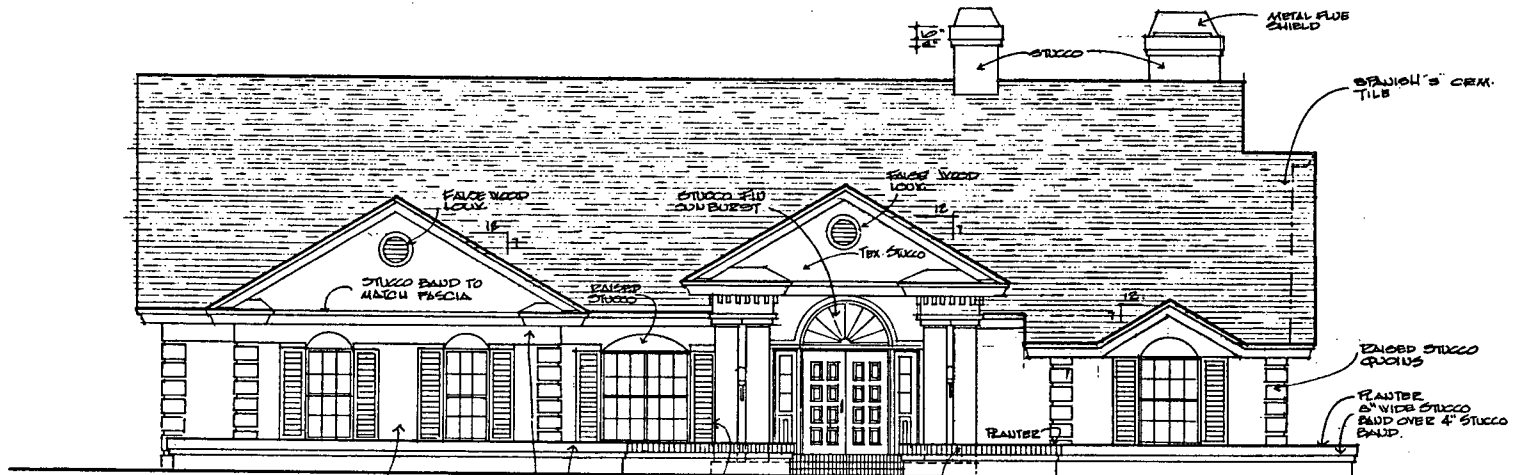 METAL FLUE
SHIELD
10"
STUCCO
SPANISH "S" CEM.
TILE
FALSE WOOD
LOUV.
12
7
STUCCO FIN
SUNBURST
FALSE WOOD
LOUV.
12
7
TEX. STUCCO
STUCCO BAND TO
MATCH FASCIA
RAISED
STUCCO
12
7
RAISED STUCCO
QUOINS
PLANTER
8" WIDE STUCCO
BAND OVER 4" STUCCO
BAND.
PLANTER